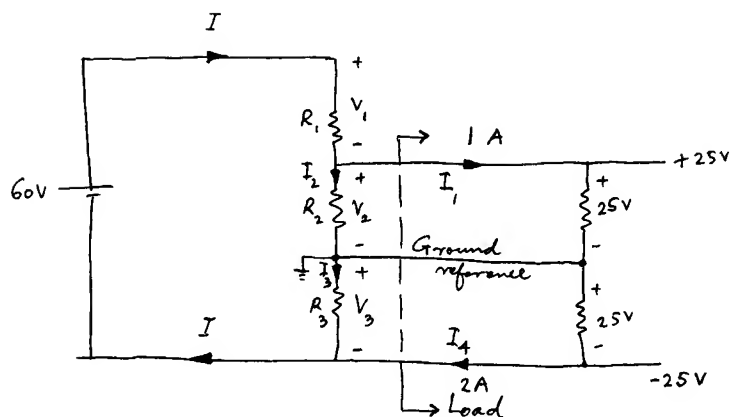 I
+
R₁ V₁
-
1 A
I₁
+25V
I₂
+
R₂ V₂
-
+
25V
-
60V
Ground
reference
I₃
+
R₃ V₃
-
+
25V
-
I
I₄
2A
-25V
Load